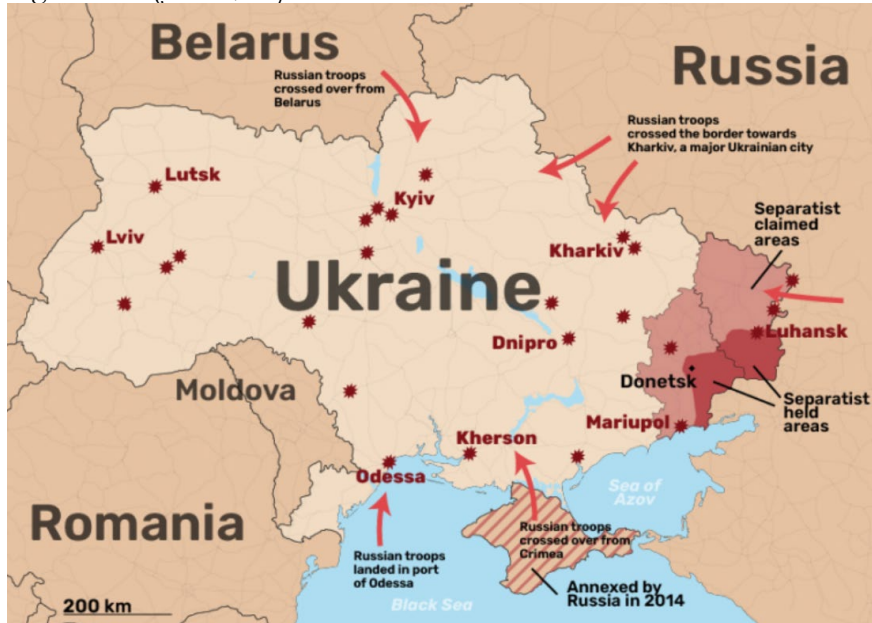 Belarus
Russia
Russian troops
crossed over from
Belarus
Russian troops
crossed the border towards
Kharkiv, a major Ukrainian city
Lutsk
Kyiv
Separatist
claimed
areas
Lviv
Kharkiv
Ukraine
Luhansk
Dnipro
Donetsk
Moldova
Separatist
held
areas
Mariupol
Kherson
Odessa
Sea of
Azov
Romania
Russian troops
crossed over from
Crimea
Russian troops
landed in port
of Odessa
Annexed by
Russia in 2014
Black Sea
200 km